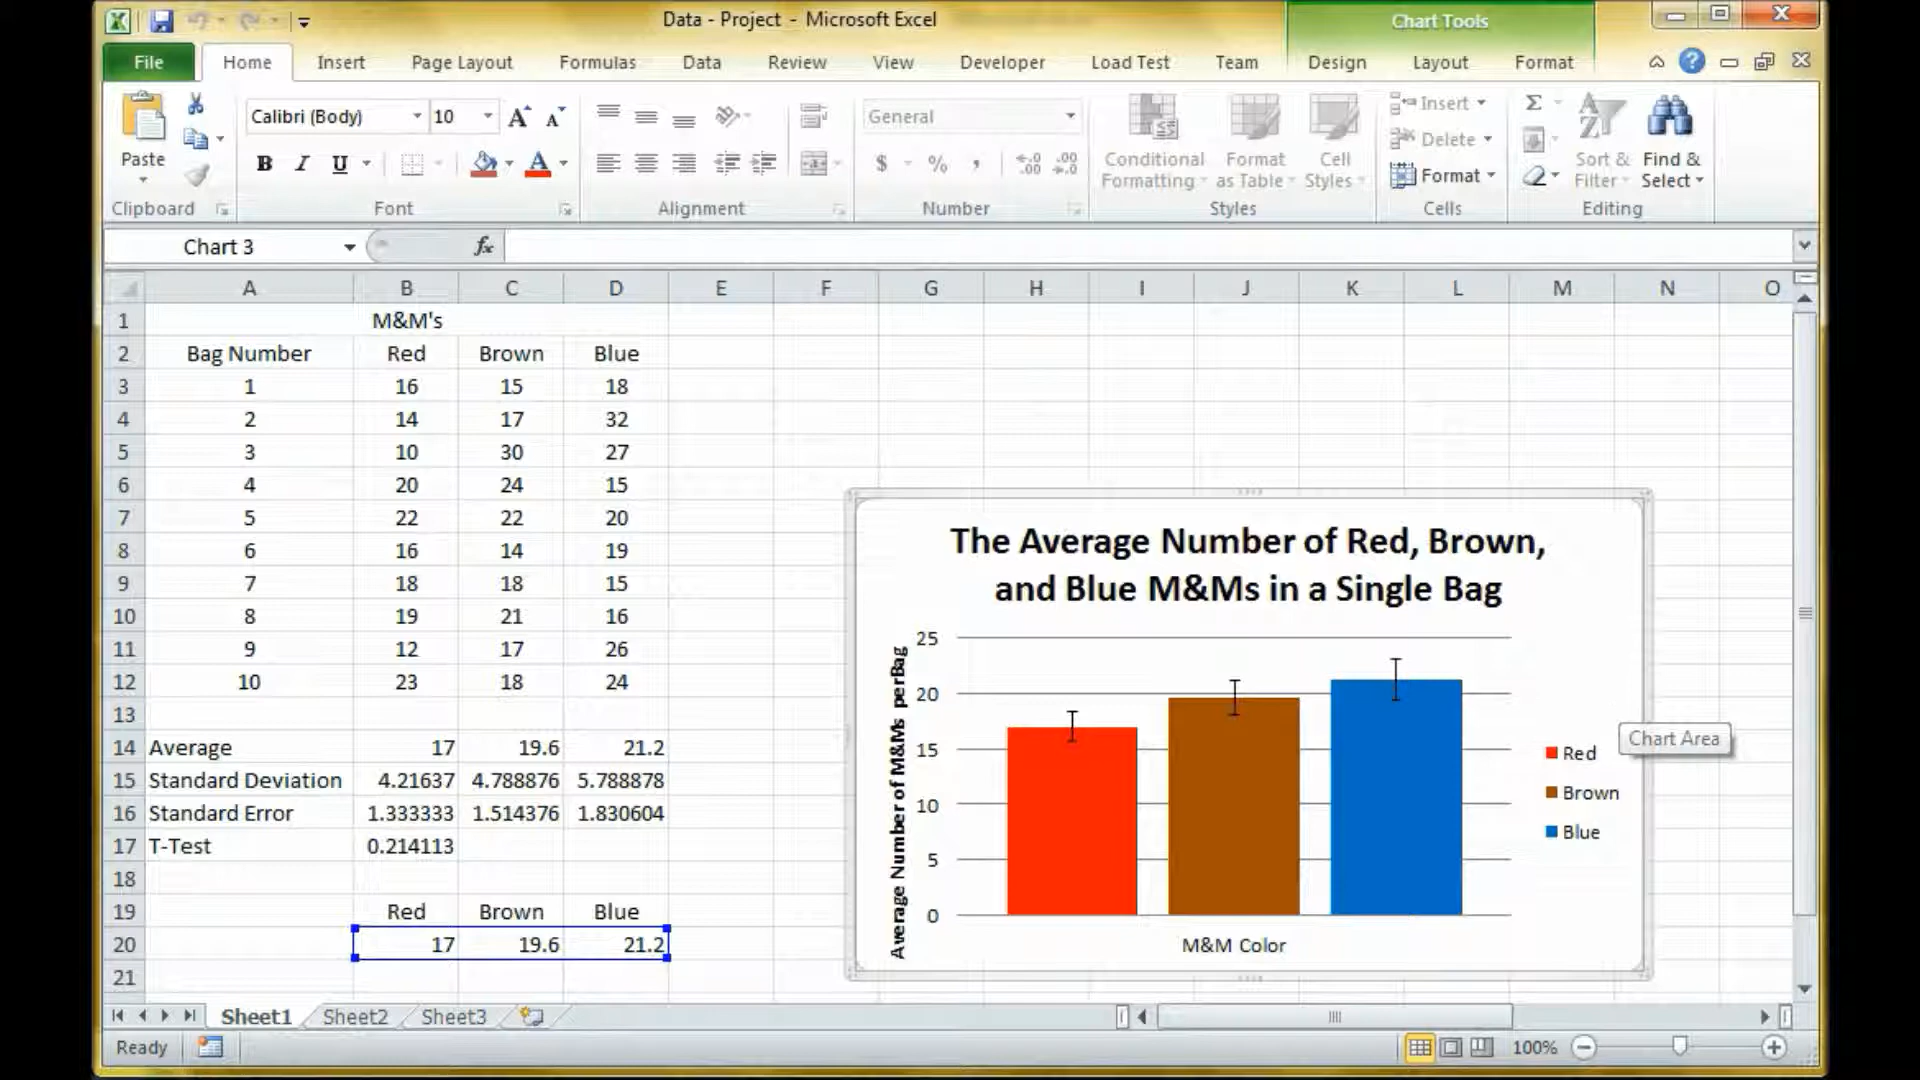 Data - Project - Microsoft Excel
Chart Tools
File Home Insert Page Layout Formulas Data Review View Developer Load Test Team Design Layout Format
Paste
Clipboard
Calibri (Body) 10
B I U A
Font
Alignment
General
$ % ,
Number
Conditional Formatting
Format as Table
Cell Styles
Styles
Insert
Delete
Format
Cells
Σ
Sort & Filter
Find & Select
Editing
Chart 3 fx
A B C D E F G H I J K L M N O
1 M&M's
2 Bag Number Red Brown Blue
3 1 16 15 18
4 2 14 17 32
5 3 10 30 27
6 4 20 24 15
7 5 22 22 20
8 6 16 14 19
9 7 18 18 15
10 8 19 21 16
11 9 12 17 26
12 10 23 18 24
13
14 Average 17 19.6 21.2
15 Standard Deviation 4.21637 4.788876 5.788878
16 Standard Error 1.333333 1.514376 1.830604
17 T-Test 0.214113
18
19 Red Brown Blue
20 17 19.6 21.2
21
The Average Number of Red, Brown,
and Blue M&Ms in a Single Bag
Average Number of M&Ms perBag
25
20
15
10
5
0
M&M Color
Red
Brown
Blue
Chart Area
Sheet1 Sheet2 Sheet3
Ready 100%